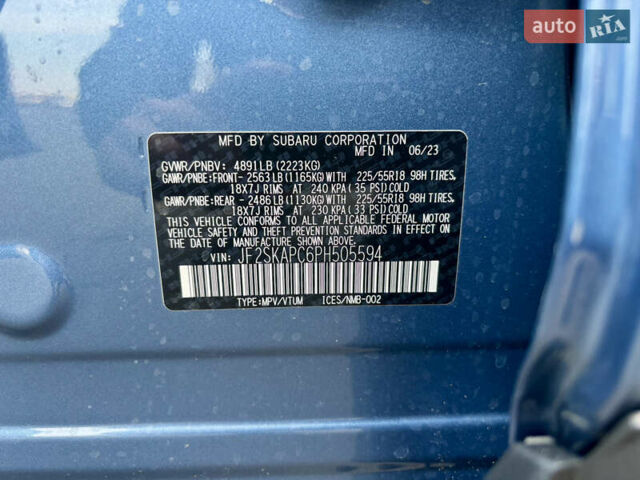 auto RIA
.com
MFD BY SUBARU CORPORATION
MFD IN 06/23
GVWR/PNBV: 4891LB(2223KG)
GAWR/PNBE:FRONT- 2563LB(1165KG)WITH 225/55R18 98H TIRES.
18X7J RIMS AT 240 KPA(35 PSI)COLD
GAWR/PNBE:REAR - 2486LB(1130KG)WITH 225/55R18 98H TIRES.
18X7J RIMS AT 230 KPA(33 PSI)COLD
THIS VEHICLE CONFORMS TO ALL APPLICABLE FEDERAL MOTOR
VEHICLE SAFETY STANDARDS IN EFFECT ON THE DATE OF
MANUFACTURE SHOWN ABOVE.
VIN: JF2SKAPC6PH505594
TYPE:MPV/VTUM ICES/NMB-002